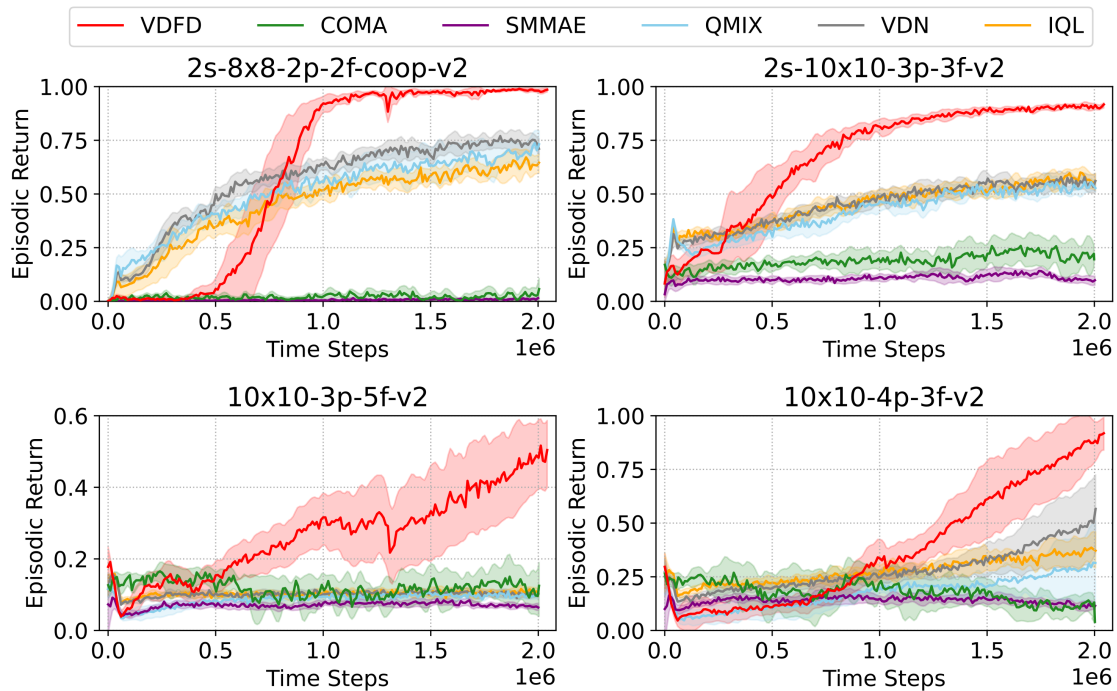 VDFD COMA SMMAE QMIX VDN IQL
2s-8x8-2p-2f-coop-v2
1.00
0.75
0.50
0.25
0.00
Episodic Return
0.0 0.5 1.0 1.5 2.0
Time Steps
1e6
2s-10x10-3p-3f-v2
1.00
0.75
0.50
0.25
0.00
Episodic Return
0.0 0.5 1.0 1.5 2.0
Time Steps
1e6
10x10-3p-5f-v2
0.6
0.4
0.2
0.0
Episodic Return
0.0 0.5 1.0 1.5 2.0
Time Steps
1e6
10x10-4p-3f-v2
1.00
0.75
0.50
0.25
0.00
Episodic Return
0.0 0.5 1.0 1.5 2.0
Time Steps
1e6